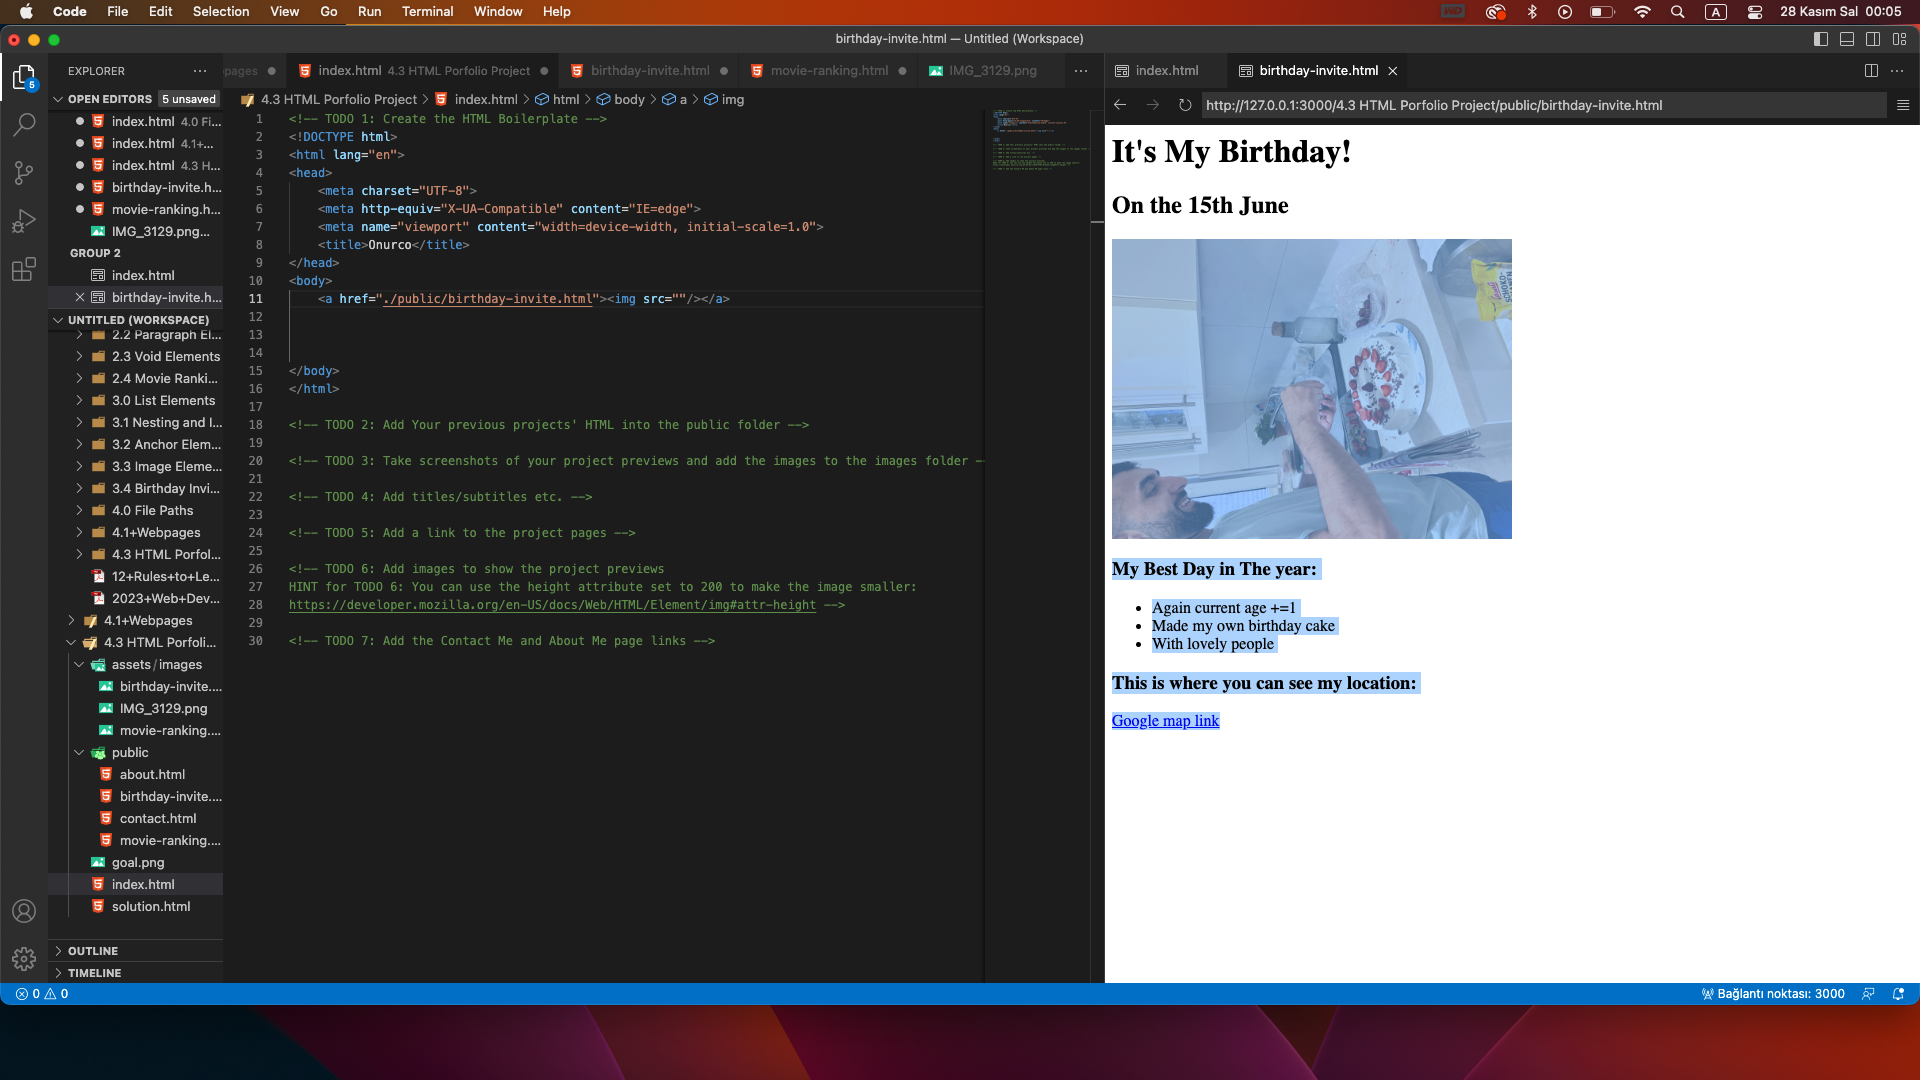 Code File Edit Selection View Go Run Terminal Window Help
A 28 Kasım Sal 00:05
birthday-invite.html — Untitled (Workspace)
EXPLORER
OPEN EDITORS 5 unsaved
index.html 4.0 Fi...
index.html 4.1+...
index.html 4.3 H...
birthday-invite.h...
movie-ranking.h...
IMG_3129.png...
GROUP 2
index.html
birthday-invite.h...
UNTITLED (WORKSPACE)
2.2 Paragraph El...
2.3 Void Elements
2.4 Movie Ranki...
3.0 List Elements
3.1 Nesting and I...
3.2 Anchor Elem...
3.3 Image Eleme...
3.4 Birthday Invi...
4.0 File Paths
4.1+Webpages
4.3 HTML Porfol...
12+Rules+to+Le...
2023+Web+Dev...
4.1+Webpages
4.3 HTML Porfoli...
assets/images
birthday-invite....
IMG_3129.png
movie-ranking....
public
about.html
birthday-invite....
contact.html
movie-ranking....
goal.png
index.html
solution.html
OUTLINE
TIMELINE
0 0
pages index.html 4.3 HTML Porfolio Project birthday-invite.html movie-ranking.html IMG_3129.png
4.3 HTML Porfolio Project > index.html > html > body > a > img
1 <!-- TODO 1: Create the HTML Boilerplate -->
2 <!DOCTYPE html>
3 <html lang="en">
4 <head>
5 <meta charset="UTF-8">
6 <meta http-equiv="X-UA-Compatible" content="IE=edge">
7 <meta name="viewport" content="width=device-width, initial-scale=1.0">
8 <title>Onurco</title>
9 </head>
10 <body>
11 <a href="./public/birthday-invite.html"><img src=""/></a>
12
13
14
15 </body>
16 </html>
17
18 <!-- TODO 2: Add Your previous projects' HTML into the public folder -->
19
20 <!-- TODO 3: Take screenshots of your project previews and add the images to the images folder -
21
22 <!-- TODO 4: Add titles/subtitles etc. -->
23
24 <!-- TODO 5: Add a link to the project pages -->
25
26 <!-- TODO 6: Add images to show the project previews
27 HINT for TODO 6: You can use the height attribute set to 200 to make the image smaller:
28 https://developer.mozilla.org/en-US/docs/Web/HTML/Element/img#attr-height -->
29
30 <!-- TODO 7: Add the Contact Me and About Me page links -->
index.html birthday-invite.html
http://127.0.0.1:3000/4.3 HTML Porfolio Project/public/birthday-invite.html
It's My Birthday!
On the 15th June
My Best Day in The year:
Again current age +=1
Made my own birthday cake
With lovely people
This is where you can see my location:
Google map link
Bağlantı noktası: 3000